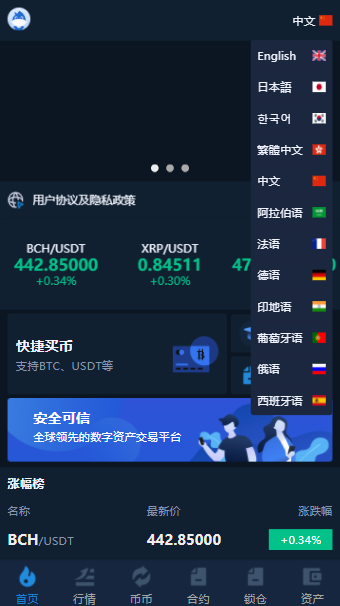 中文
English
日本語
한국어
繁體中文
中文
阿拉伯语
法语
德语
印地语
葡萄牙语
俄语
西班牙语
用户协议及隐私政策
BCH/USDT
XRP/USDT
442.85000
0.84511
47
+0.34%
+0.30%
快捷买币
支持BTC、USDT等
安全可信
全球领先的数字资产交易平台
涨幅榜
名称
最新价
涨跌幅
BCH/USDT
442.85000
+0.34%
首页
行情
币币
合约
锁仓
资产